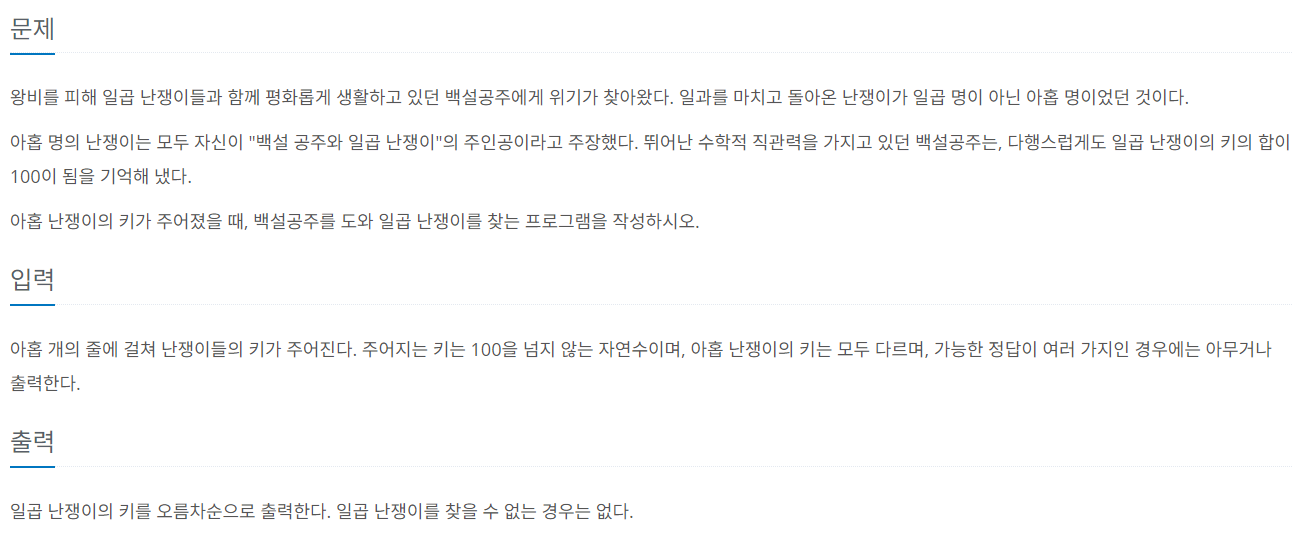 문제
왕비를 피해 일곱 난쟁이들과 함께 평화롭게 생활하고 있던 백설공주에게 위기가 찾아왔다. 일과를 마치고 돌아온 난쟁이가 일곱 명이 아닌 아홉 명이었던 것이다.
아홉 명의 난쟁이는 모두 자신이 "백설 공주와 일곱 난쟁이"의 주인공이라고 주장했다. 뛰어난 수학적 직관력을 가지고 있던 백설공주는, 다행스럽게도 일곱 난쟁이의 키의 합이
100이 됨을 기억해 냈다.
아홉 난쟁이의 키가 주어졌을 때, 백설공주를 도와 일곱 난쟁이를 찾는 프로그램을 작성하시오.
입력
아홉 개의 줄에 걸쳐 난쟁이들의 키가 주어진다. 주어지는 키는 100을 넘지 않는 자연수이며, 아홉 난쟁이의 키는 모두 다르며, 가능한 정답이 여러 가지인 경우에는 아무거나
출력한다.
출력
일곱 난쟁이의 키를 오름차순으로 출력한다. 일곱 난쟁이를 찾을 수 없는 경우는 없다.